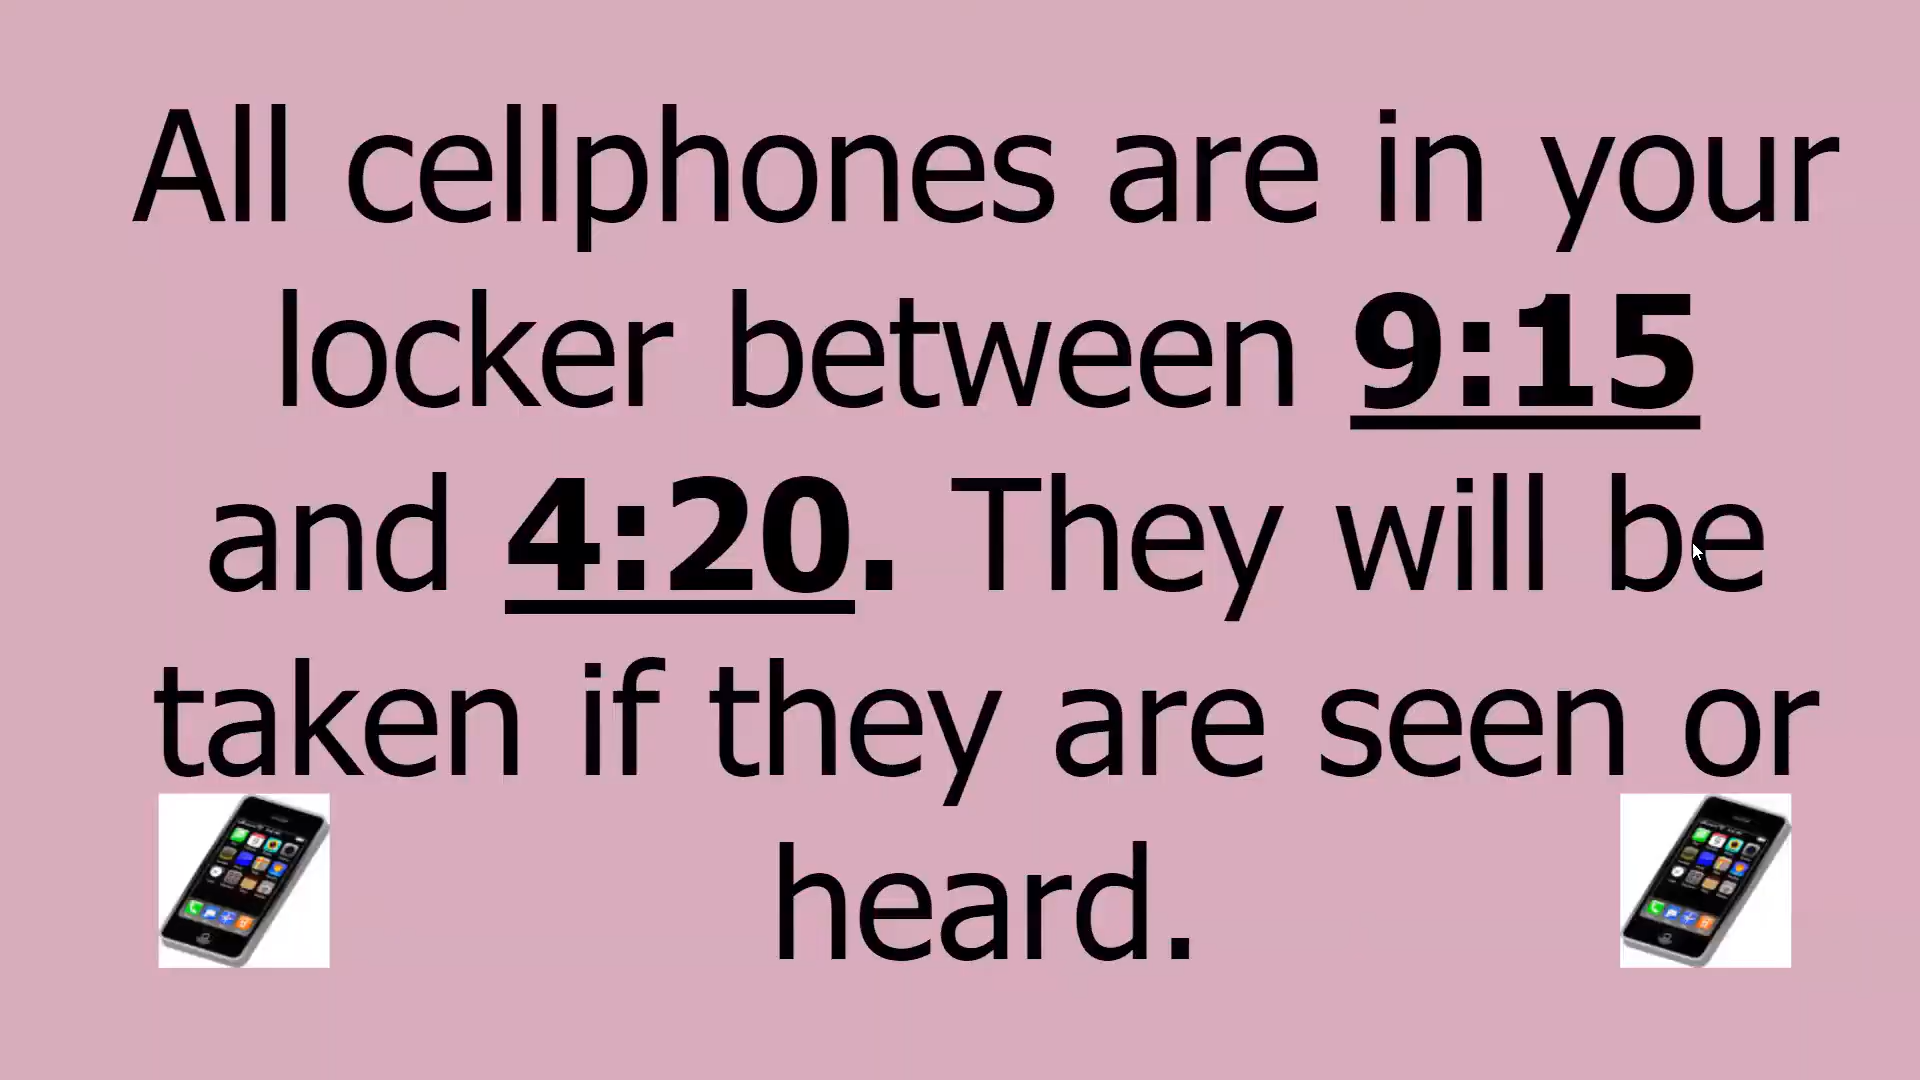 All cellphones are in your
locker between 9:15
and 4:20. They will be
taken if they are seen or
heard.